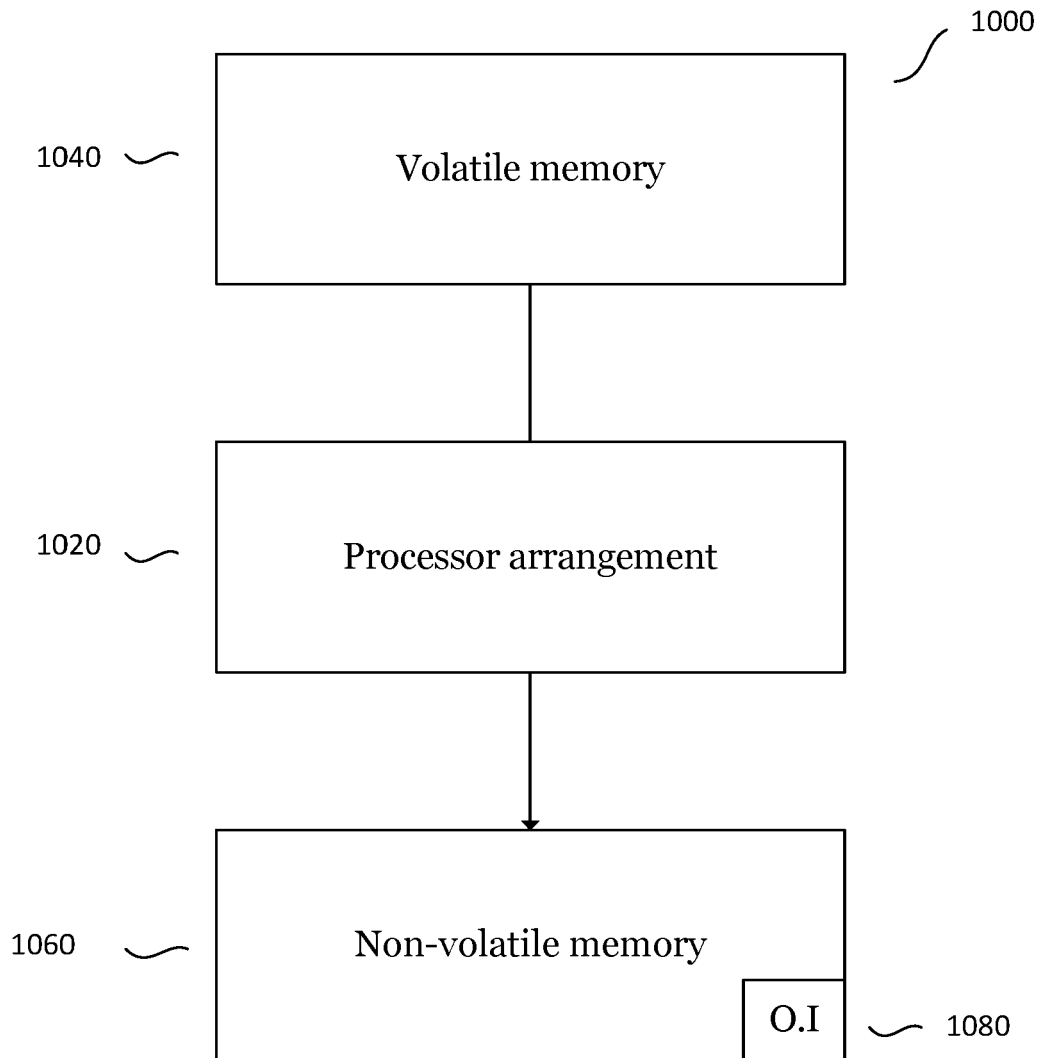 1000
1040
Volatile memory
1020
Processor arrangement
1060
Non-volatile memory
O.I
1080